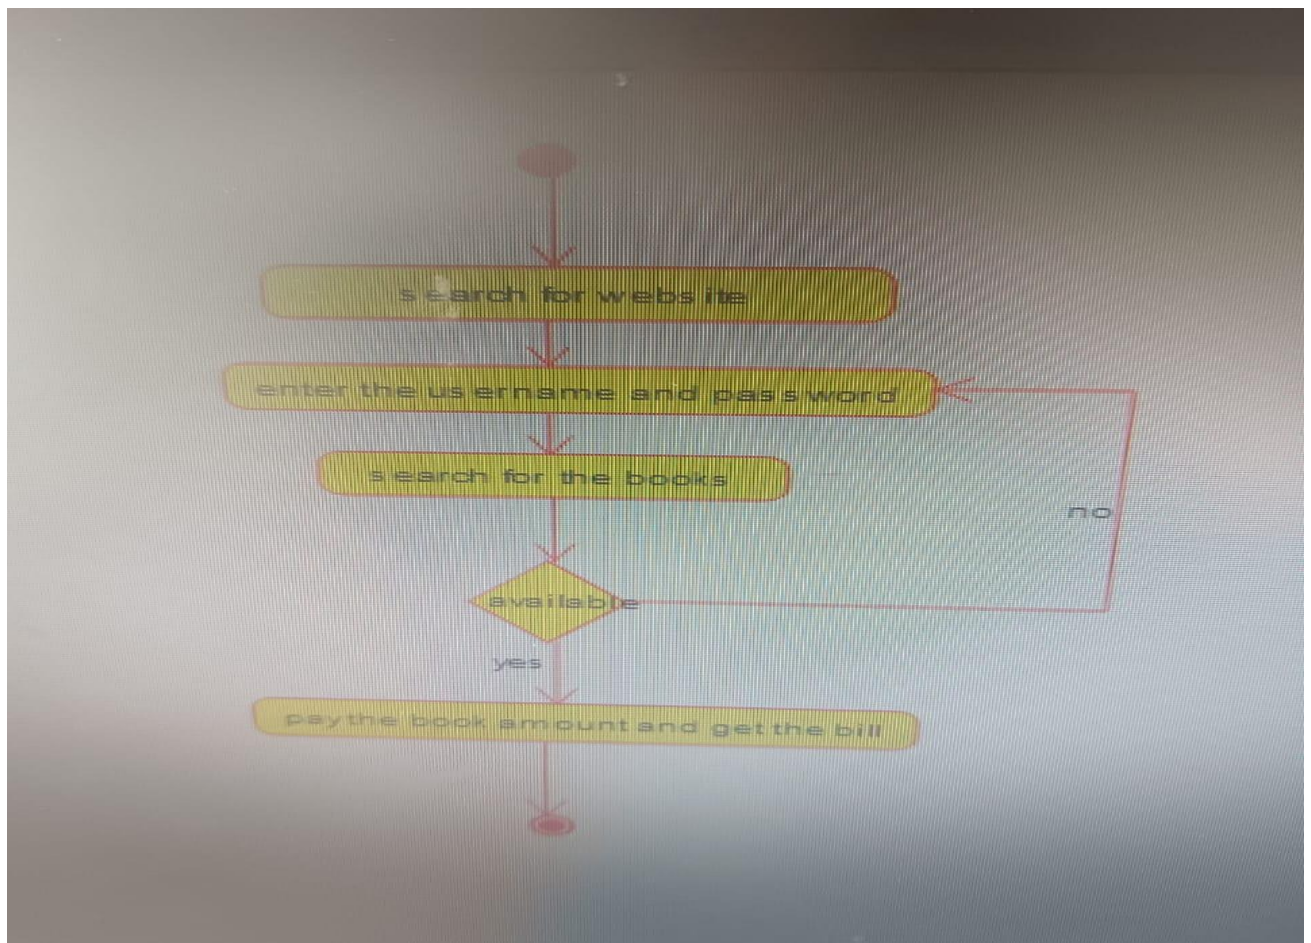 search for website
enter the username and password
search for the books
no
available
yes
pay the book amount and get the bill